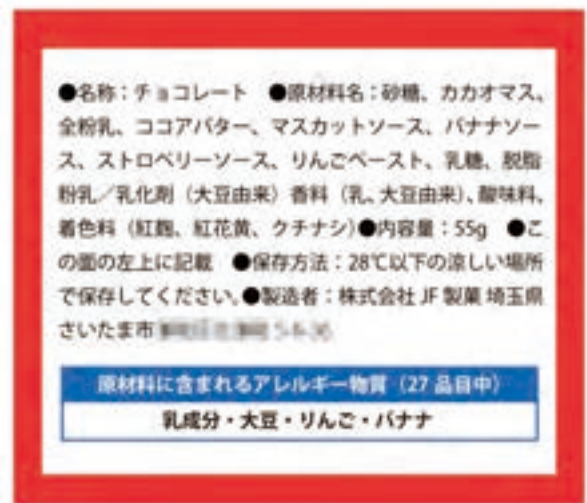 ●名称：チョコレート　●原材料名：砂糖、カカオマス、
全粉乳、ココアバター、マスカットソース、バナナソー
ス、ストロベリーソース、りんごペースト、乳糖、脱脂
粉乳／乳化剤（大豆由来）香料（乳、大豆由来）、酸味料、
着色料（紅麹、紅花黄、クチナシ）●内容量：55g　●こ
の面の左上に記載　●保存方法：28℃以下の涼しい場所
で保存してください。●製造者：株式会社 JF 製菓 埼玉県
さいたま市
原材料に含まれるアレルギー物質（27 品目中）
乳成分・大豆・りんご・バナナ